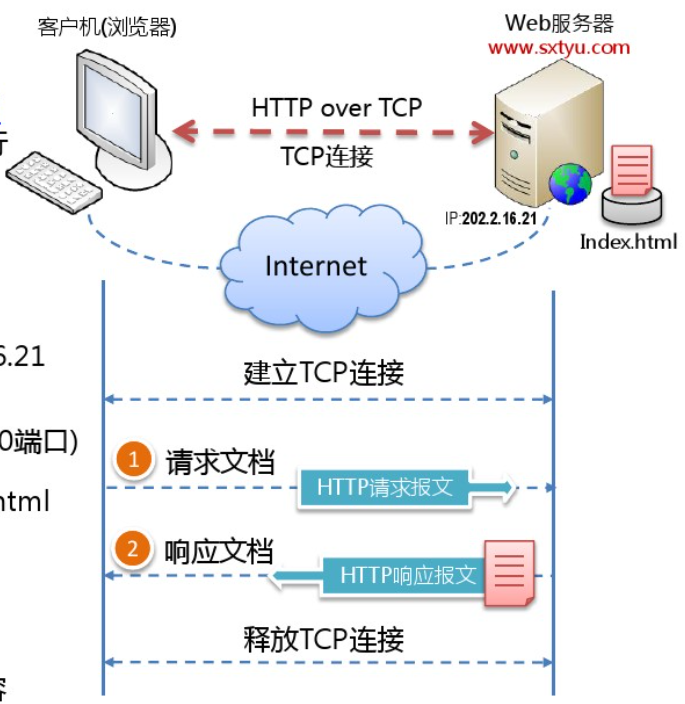 客户机(浏览器)
Web服务器
www.sxtyu.com
HTTP over TCP
TCP连接
IP:202.2.16.21
Index.html
Internet
6.21
建立TCP连接
0端口)
1 请求文档
HTTP请求报文
html
2 响应文档
HTTP响应报文
释放TCP连接